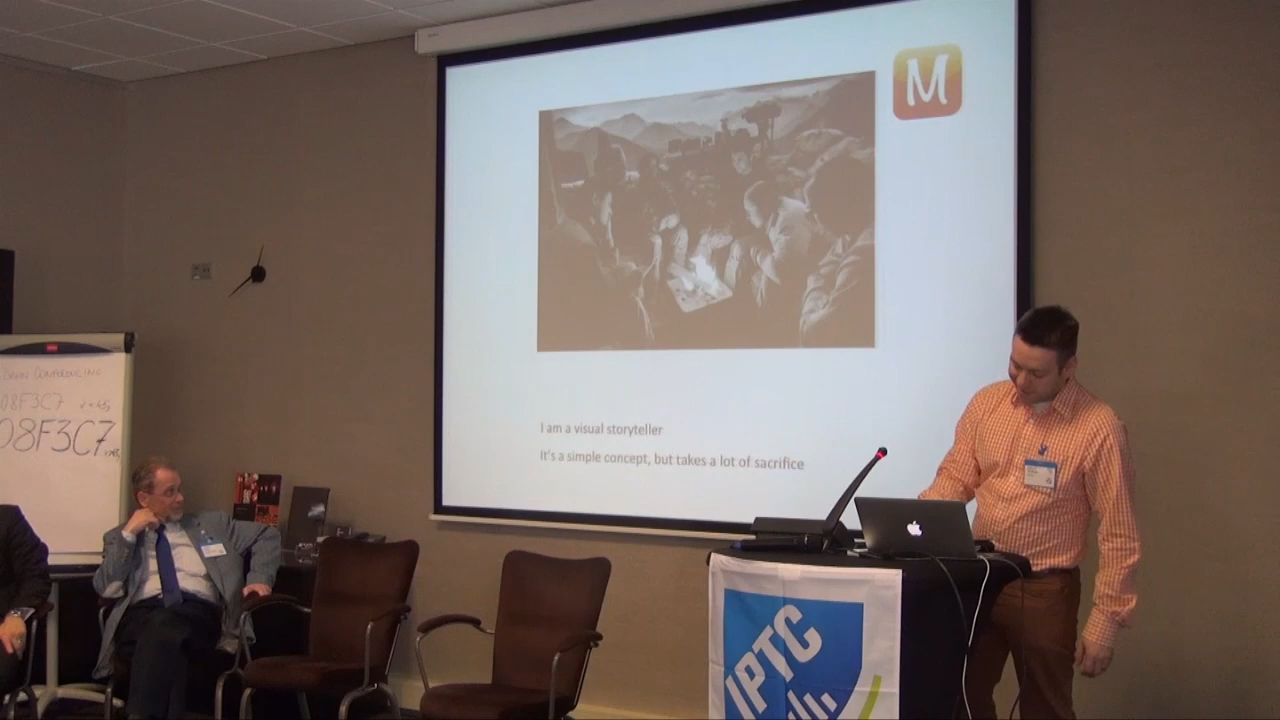 M
I am a visual storyteller
It's a simple concept, but takes a lot of sacrifice
08F3C7
08F3C7
IPTC